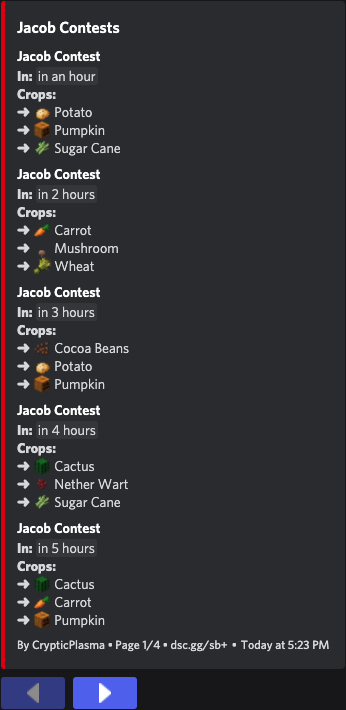 Jacob Contests
Jacob Contest
In: in an hour
Crops:
➜ Potato
➜ Pumpkin
➜ Sugar Cane
Jacob Contest
In: in 2 hours
Crops:
➜ Carrot
➜ Mushroom
➜ Wheat
Jacob Contest
In: in 3 hours
Crops:
➜ Cocoa Beans
➜ Potato
➜ Pumpkin
Jacob Contest
In: in 4 hours
Crops:
➜ Cactus
➜ Nether Wart
➜ Sugar Cane
Jacob Contest
In: in 5 hours
Crops:
➜ Cactus
➜ Carrot
➜ Pumpkin
By CrypticPlasma • Page 1/4 • dsc.gg/sb+ • Today at 5:23 PM